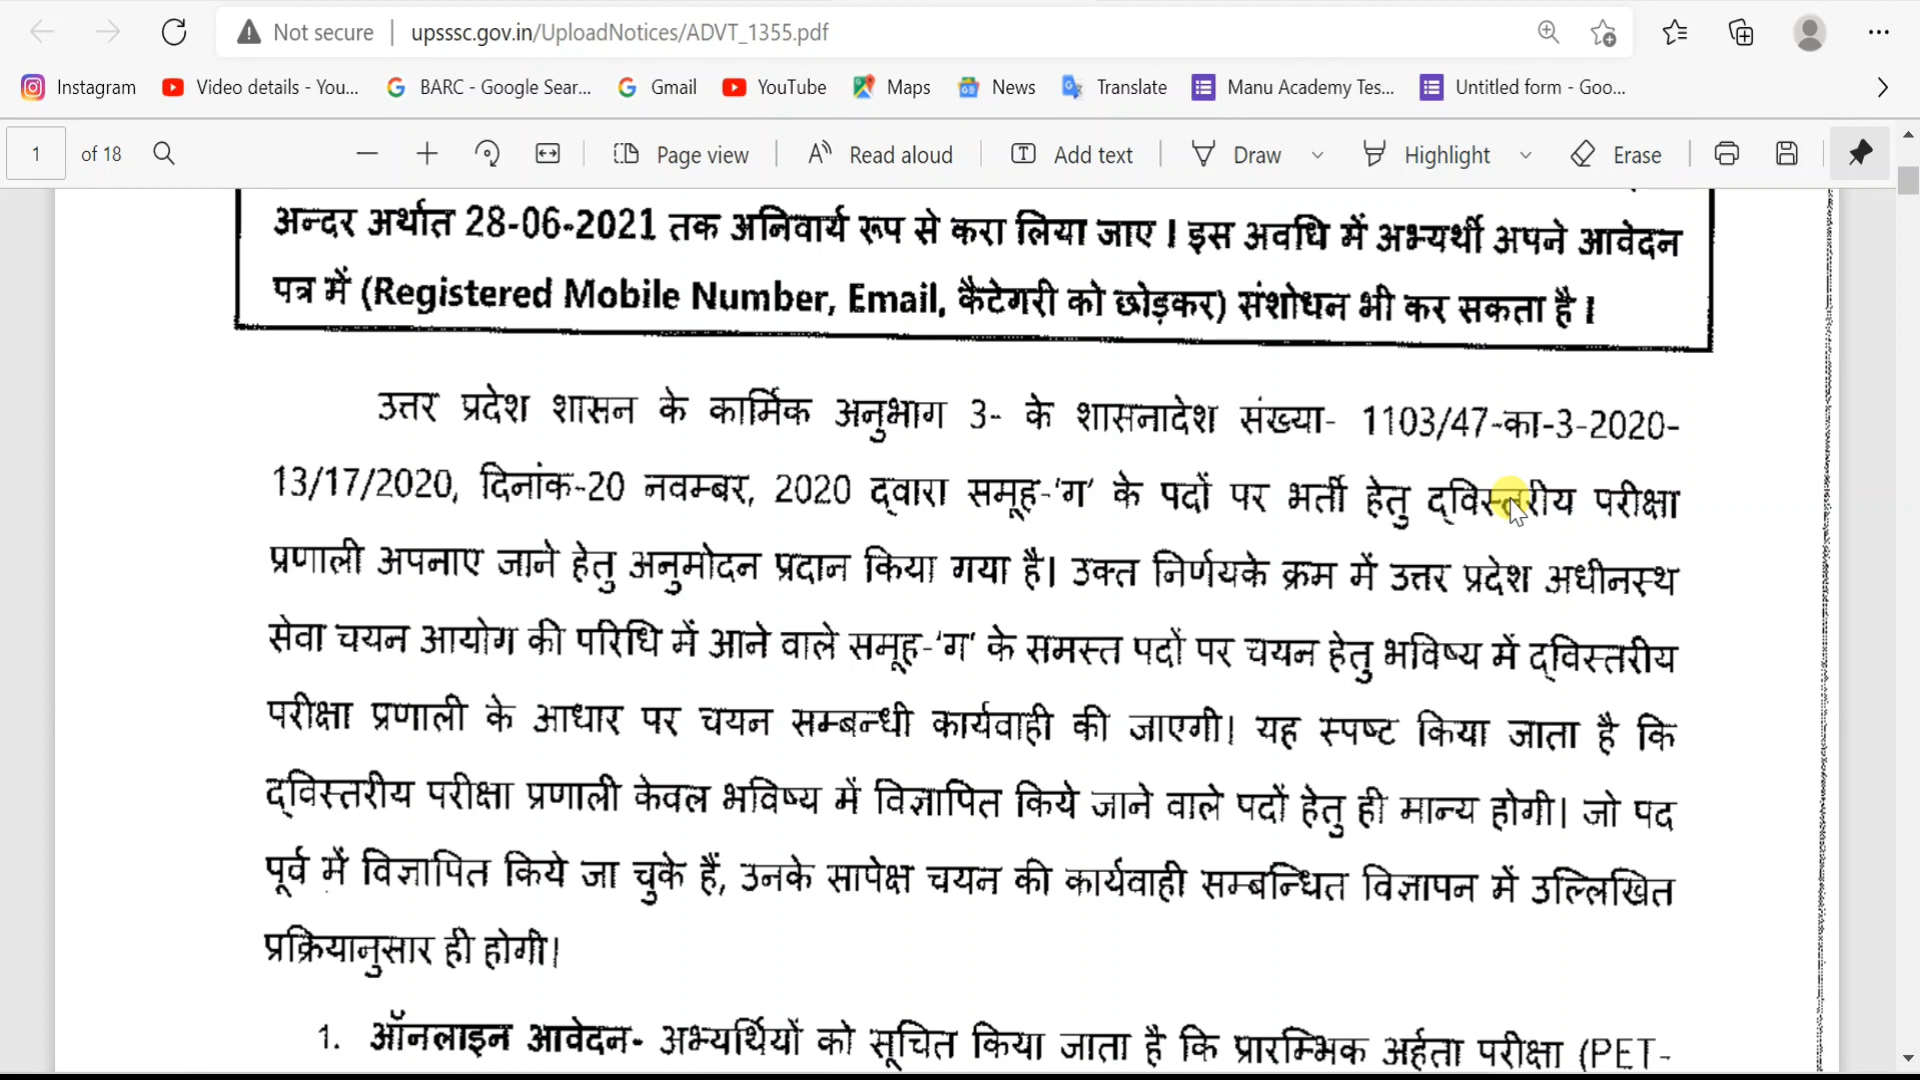 Not secure | upsssc.gov.in/UploadNotices/ADVT_1355.pdf
Instagram Video details - You... BARC - Google Sear... Gmail YouTube Maps News Translate Manu Academy Tes... Untitled form - Goo...
1 of 18 Page view Read aloud Add text Draw Highlight Erase
अन्दर अर्थात 28-06-2021 तक अनिवार्य रूप से करा लिया जाए । इस अवधि में अभ्यर्थी अपने आवेदन
पत्र में (Registered Mobile Number, Email, कैटेगरी को छोड़कर) संशोधन भी कर सकता है ।
उत्तर प्रदेश शासन के कार्मिक अनुभाग 3- के शासनादेश संख्या- 1103/47-का-3-2020-
13/17/2020, दिनांक-20 नवम्बर, 2020 द्वारा समूह-'ग' के पदों पर भर्ती हेतु द्विस्तरीय परीक्षा
प्रणाली अपनाए जाने हेतु अनुमोदन प्रदान किया गया है। उक्त निर्णयके क्रम में उत्तर प्रदेश अधीनस्थ
सेवा चयन आयोग की परिधि में आने वाले समूह-'ग' के समस्त पदों पर चयन हेतु भविष्य में द्विस्तरीय
परीक्षा प्रणाली के आधार पर चयन सम्बन्धी कार्यवाही की जाएगी। यह स्पष्ट किया जाता है कि
द्विस्तरीय परीक्षा प्रणाली केवल भविष्य में विज्ञापित किये जाने वाले पदों हेतु ही मान्य होगी। जो पद
पूर्व में विज्ञापित किये जा चुके हैं, उनके सापेक्ष चयन की कार्यवाही सम्बन्धित विज्ञापन में उल्लिखित
प्रक्रियानुसार ही होगी।
1. ऑनलाइन आवेदन- अभ्यर्थियों को सूचित किया जाता है कि प्रारम्भिक अर्हता परीक्षा (PET-